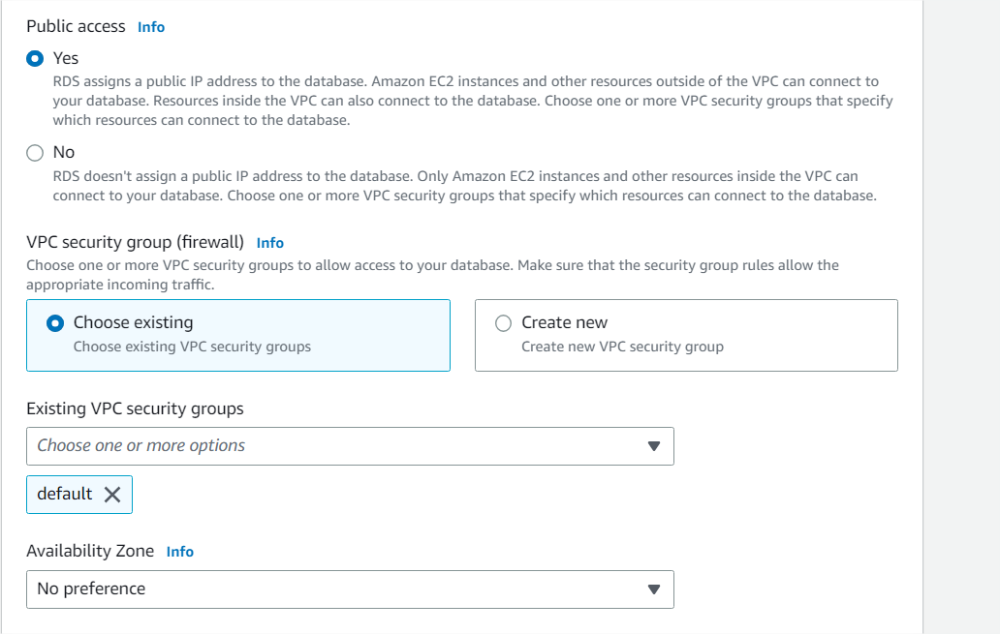 Public access Info
Yes
RDS assigns a public IP address to the database. Amazon EC2 instances and other resources outside of the VPC can connect to
your database. Resources inside the VPC can also connect to the database. Choose one or more VPC security groups that specify
which resources can connect to the database.
No
RDS doesn't assign a public IP address to the database. Only Amazon EC2 instances and other resources inside the VPC can
connect to your database. Choose one or more VPC security groups that specify which resources can connect to the database.
VPC security group (firewall) Info
Choose one or more VPC security groups to allow access to your database. Make sure that the security group rules allow the
appropriate incoming traffic.
Choose existing
Choose existing VPC security groups
Create new
Create new VPC security group
Existing VPC security groups
Choose one or more options
default
Availability Zone Info
No preference